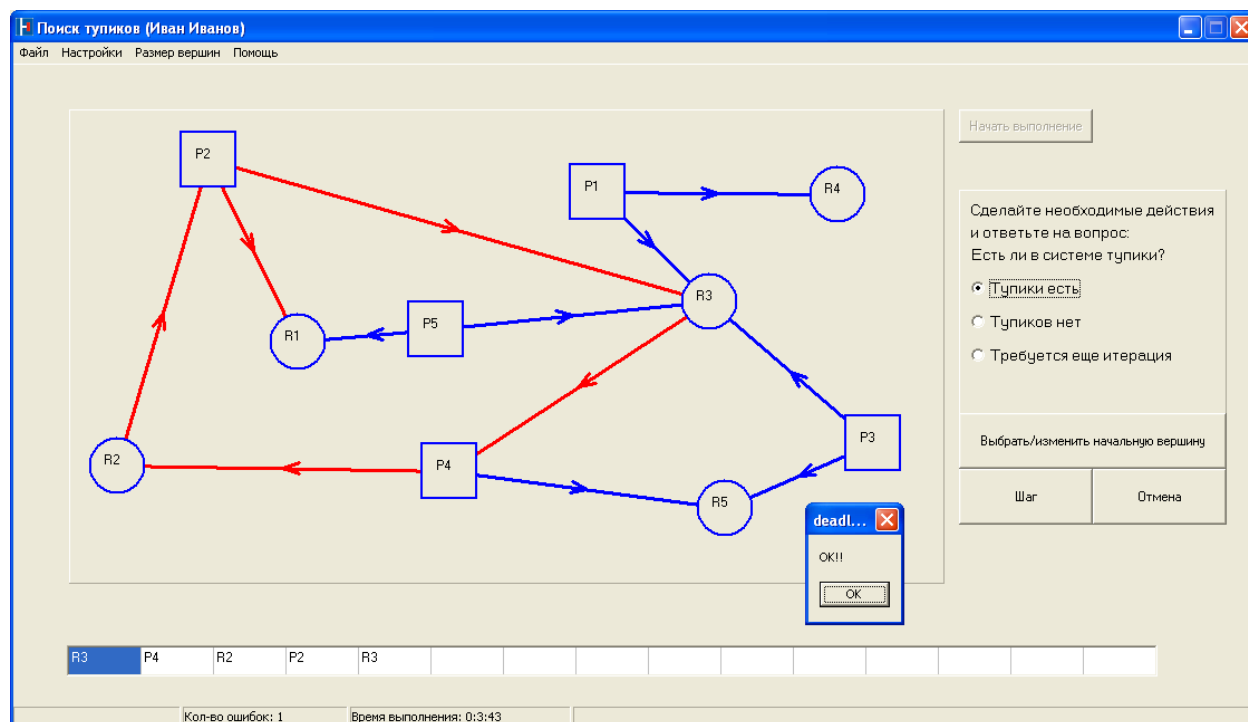 Поиск тупиков (Иван Иванов)
Файл Настройки Размер вершин Помощь
Начать выполнение
P2
P1
R4
Сделайте необходимые действия
и ответьте на вопрос:
Есть ли в системе тупики?
Тупики есть
Тупиков нет
Требуется еще итерация
R3
P5
R1
P3
R2
P4
R5
Выбрать/изменить начальную вершину
Шаг
Отмена
deadl...
OK!!
OK
R3 P4 R2 P2 R3
Кол-во ошибок: 1 Время выполнения: 0:3:43